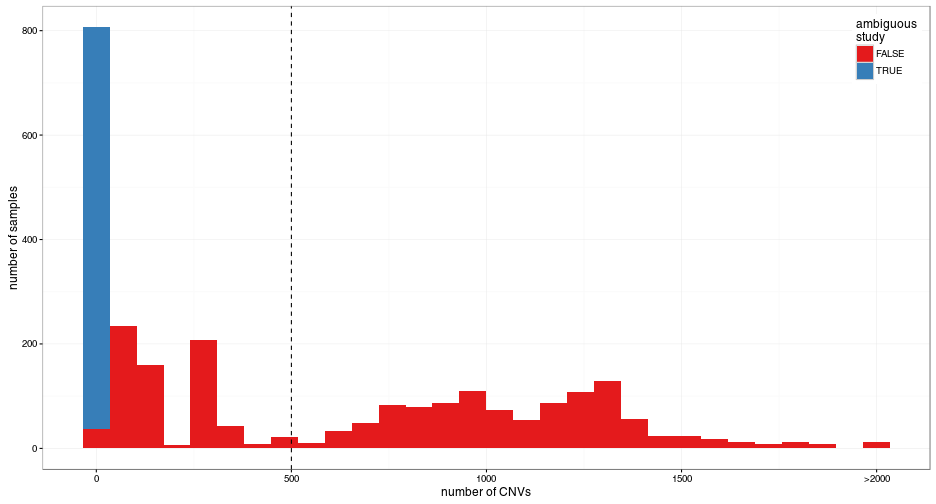 ambiguous
study
FALSE
TRUE
800
600
400
200
0
number of samples
0 500 1000 1500 >2000
number of CNVs